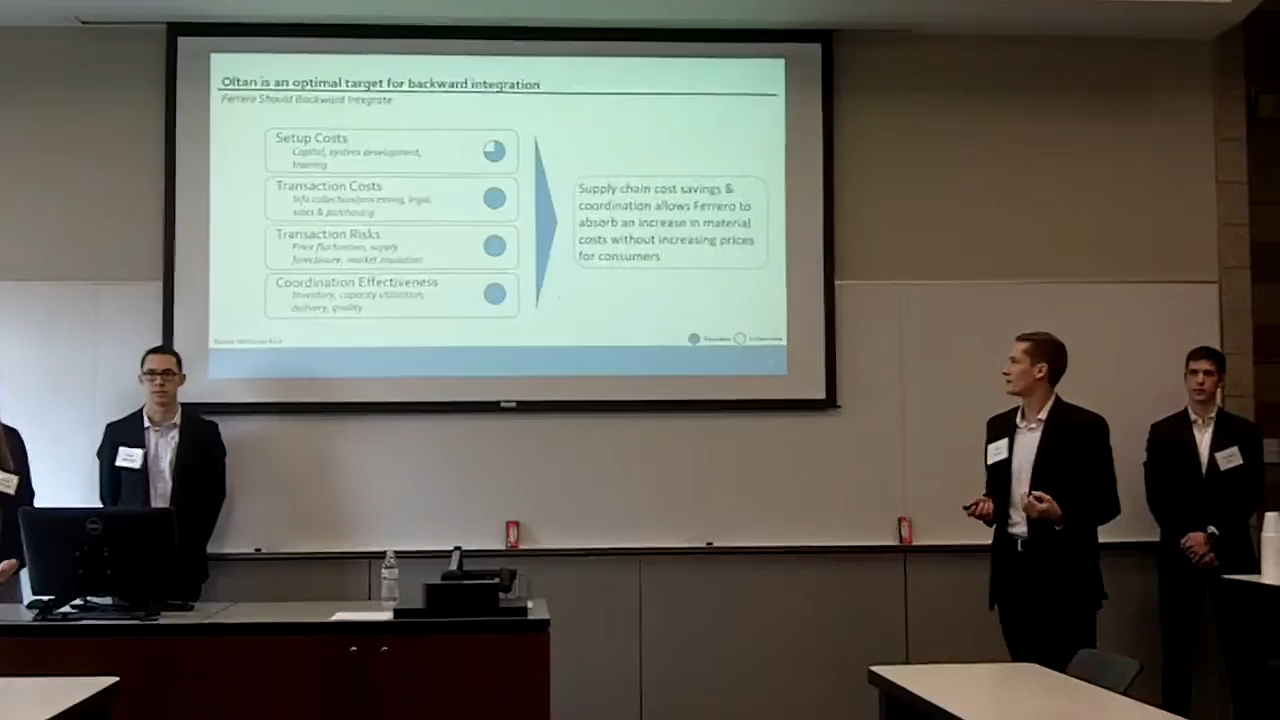 Oltan is an optimal target for backward integration
Ferrero Should Backward Integrate
Setup Costs
Capital, system development,
training
Transaction Costs
Info collection/processing, legal,
sales & purchasing
Transaction Risks
Price fluctuation, supply
foreclosure, market insulation
Coordination Effectiveness
Inventory, capacity utilization,
delivery, quality
Supply chain cost savings &
coordination allows Ferrero to
absorb an increase in material
costs without increasing prices
for consumers
DELL